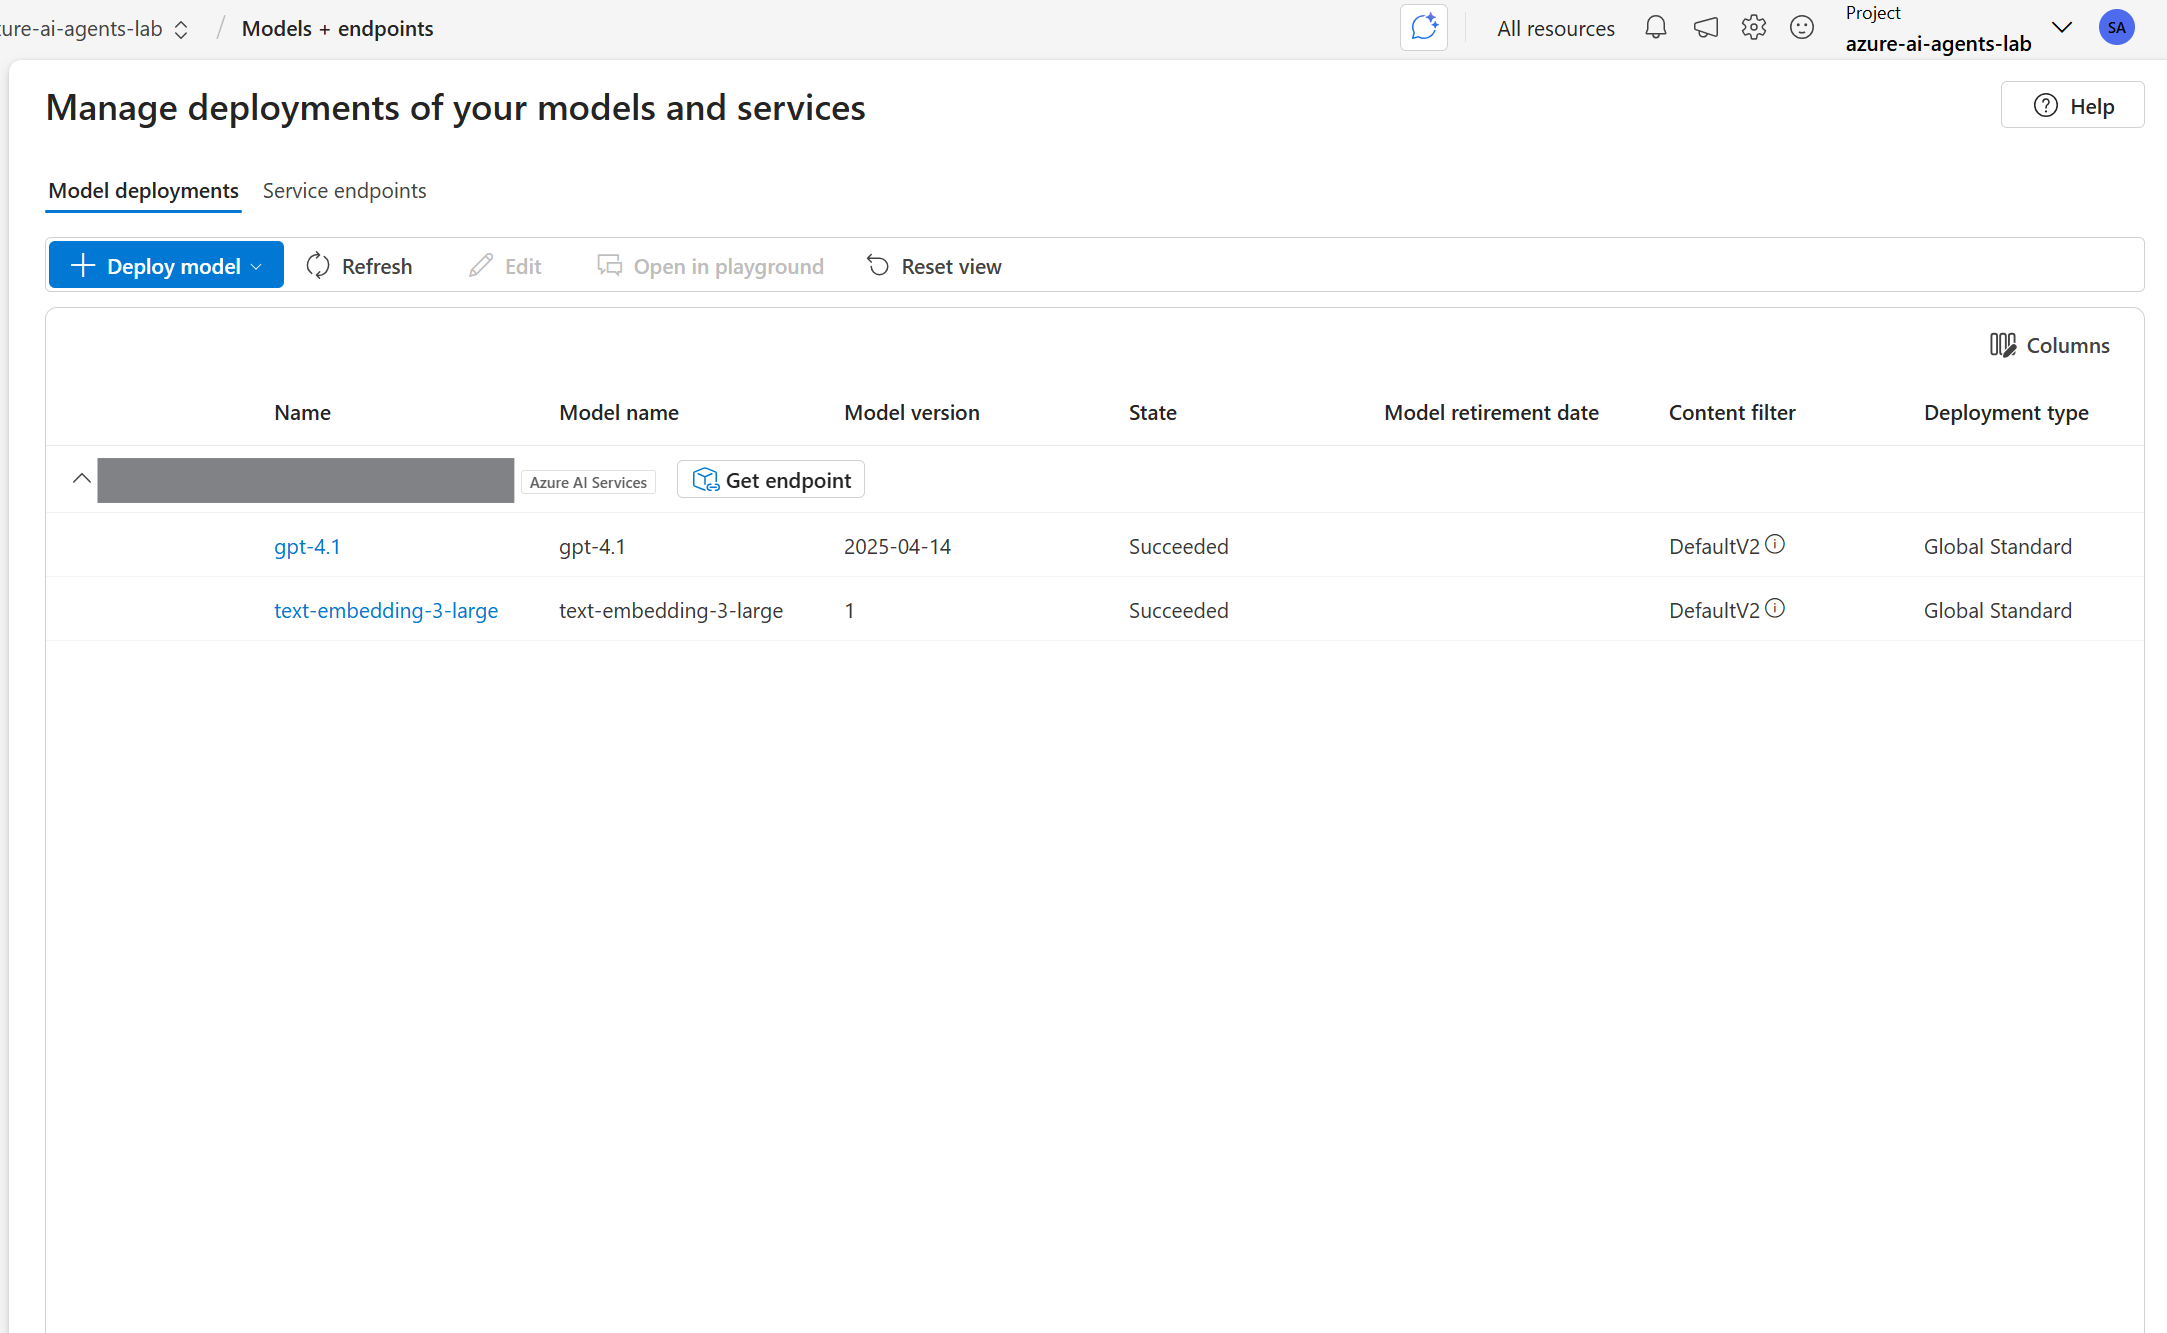 ure-ai-agents-lab / Models + endpoints
All resources
Project
azure-ai-agents-lab
SA
Manage deployments of your models and services
Help
Model deployments Service endpoints
Deploy model Refresh Edit Open in playground Reset view
Columns
Name Model name Model version State Model retirement date Content filter Deployment type
Azure AI Services Get endpoint
gpt-4.1 gpt-4.1 2025-04-14 Succeeded DefaultV2 Global Standard
text-embedding-3-large text-embedding-3-large 1 Succeeded DefaultV2 Global Standard